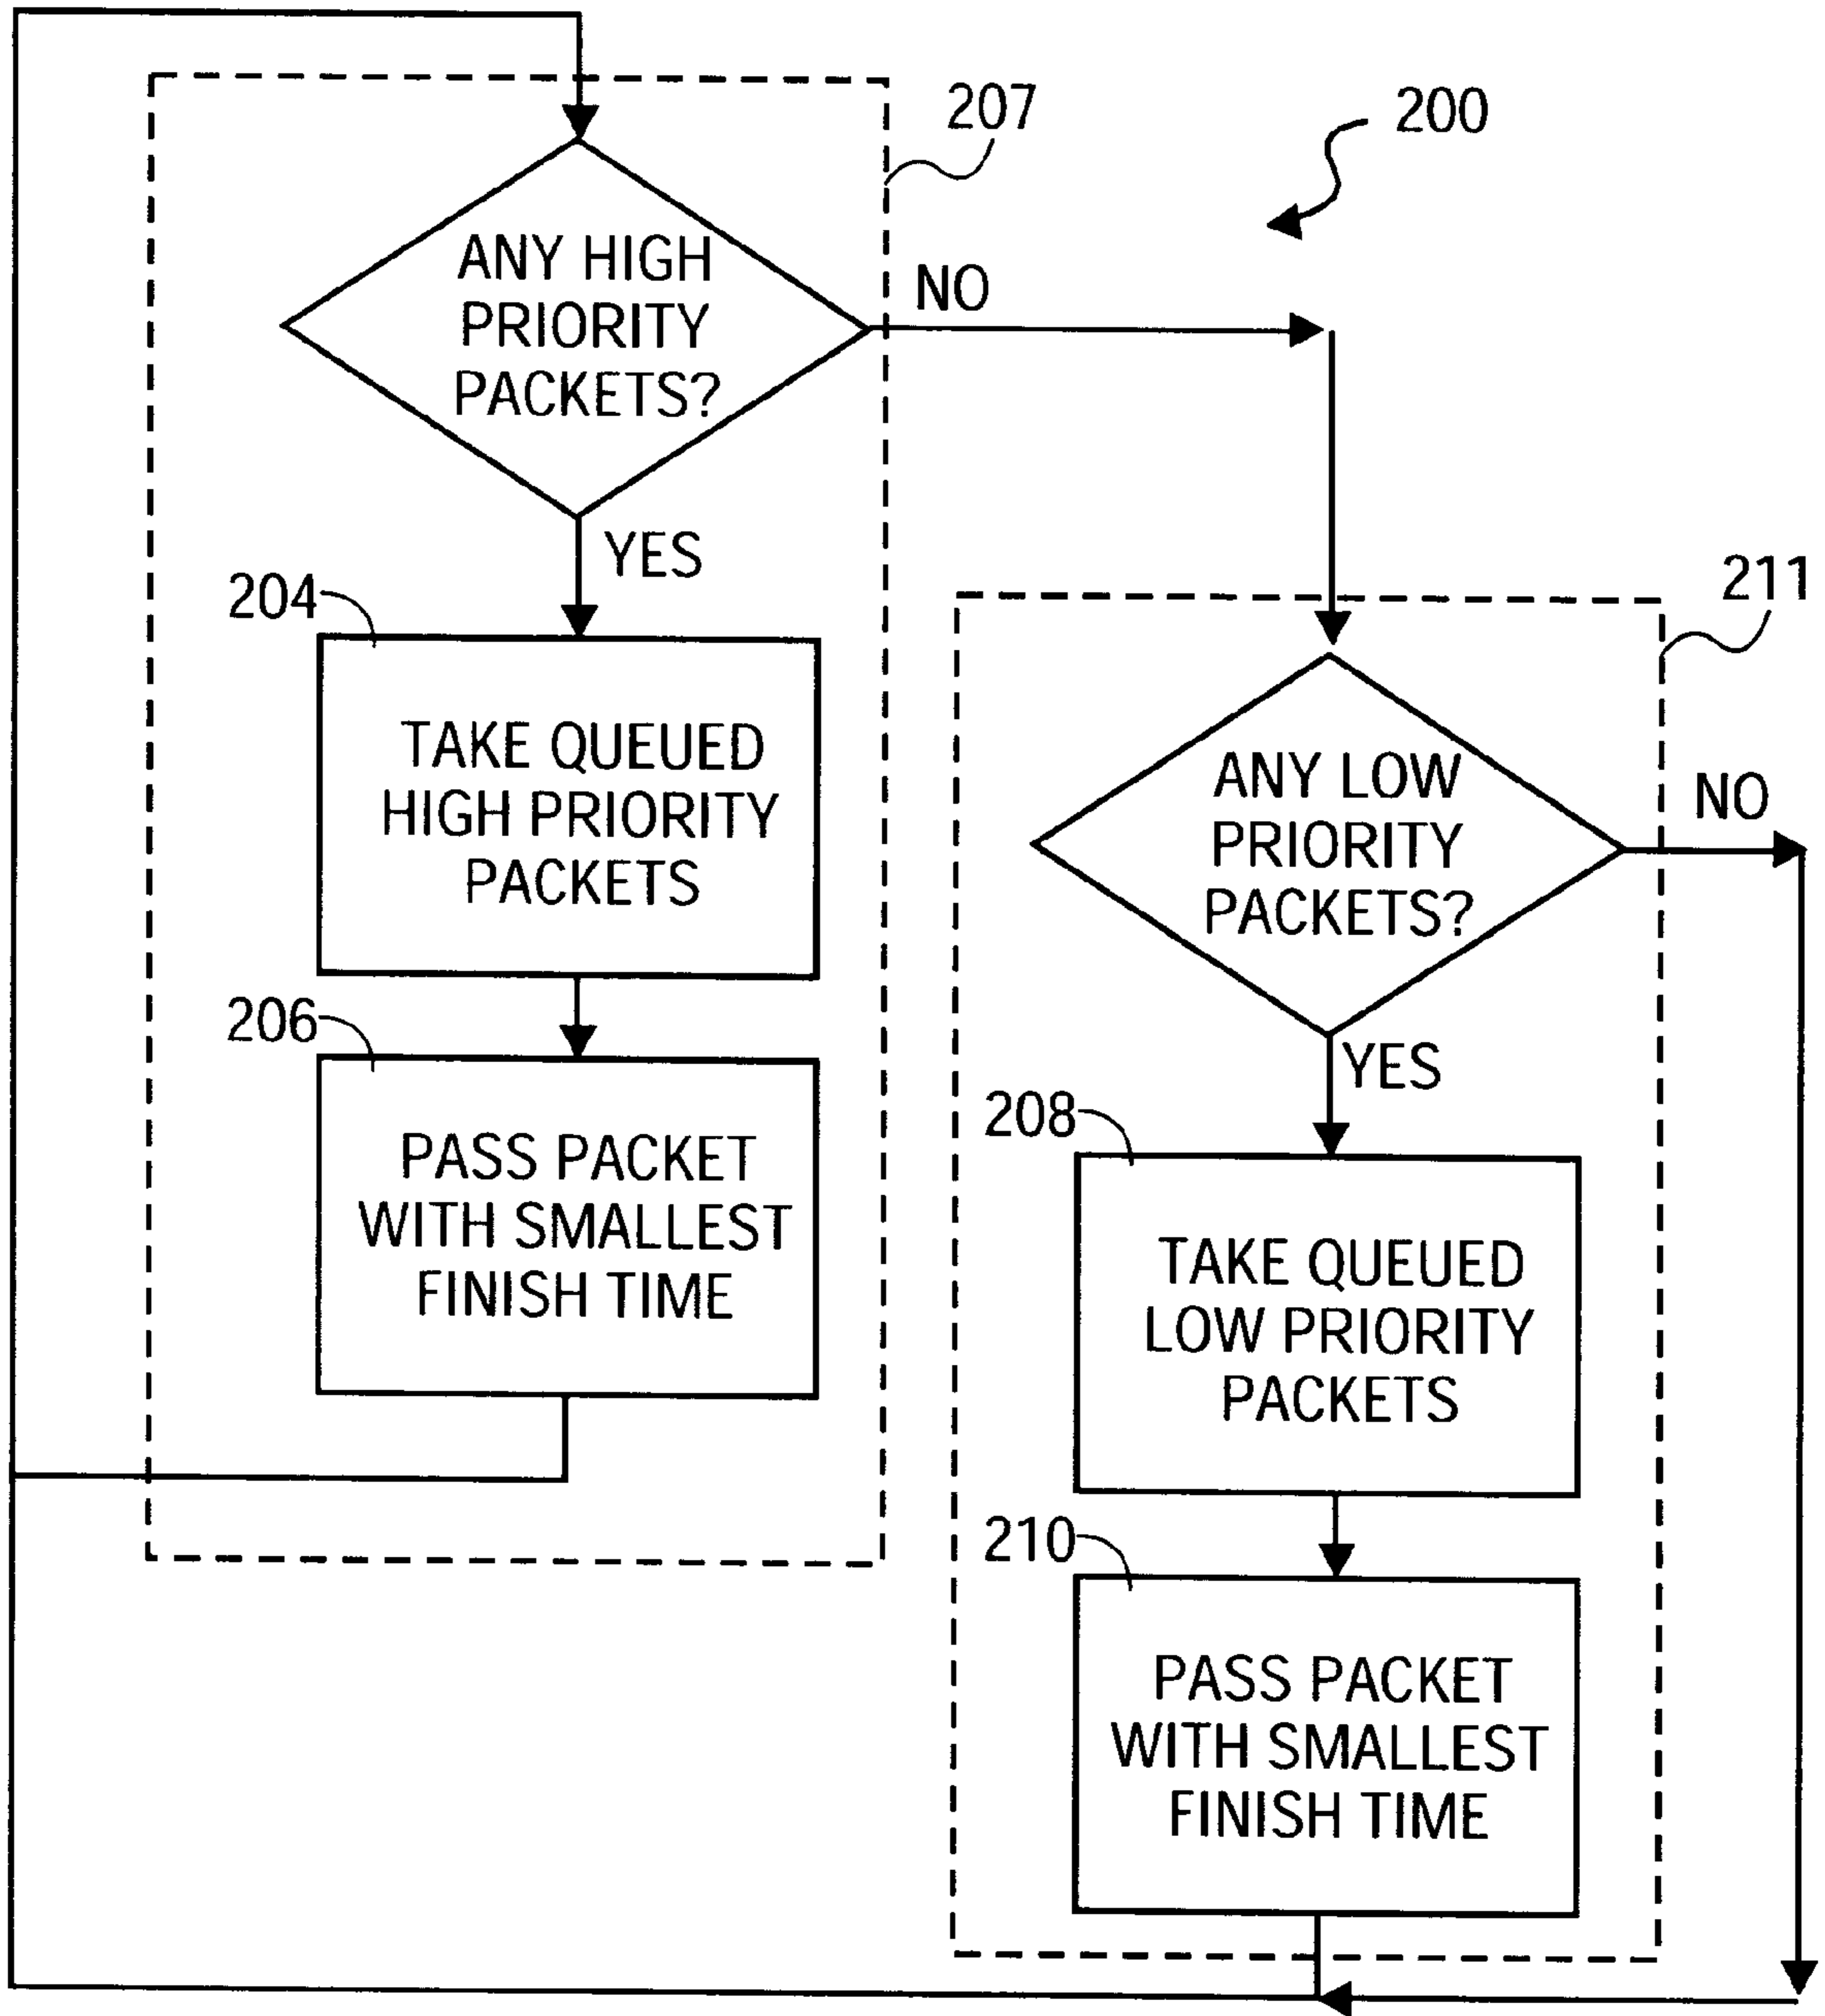 207
200
ANY HIGH
PRIORITY
PACKETS?
NO
YES
204
TAKE QUEUED
HIGH PRIORITY
PACKETS
206
PASS PACKET
WITH SMALLEST
FINISH TIME
211
ANY LOW
PRIORITY
PACKETS?
NO
YES
208
TAKE QUEUED
LOW PRIORITY
PACKETS
210
PASS PACKET
WITH SMALLEST
FINISH TIME